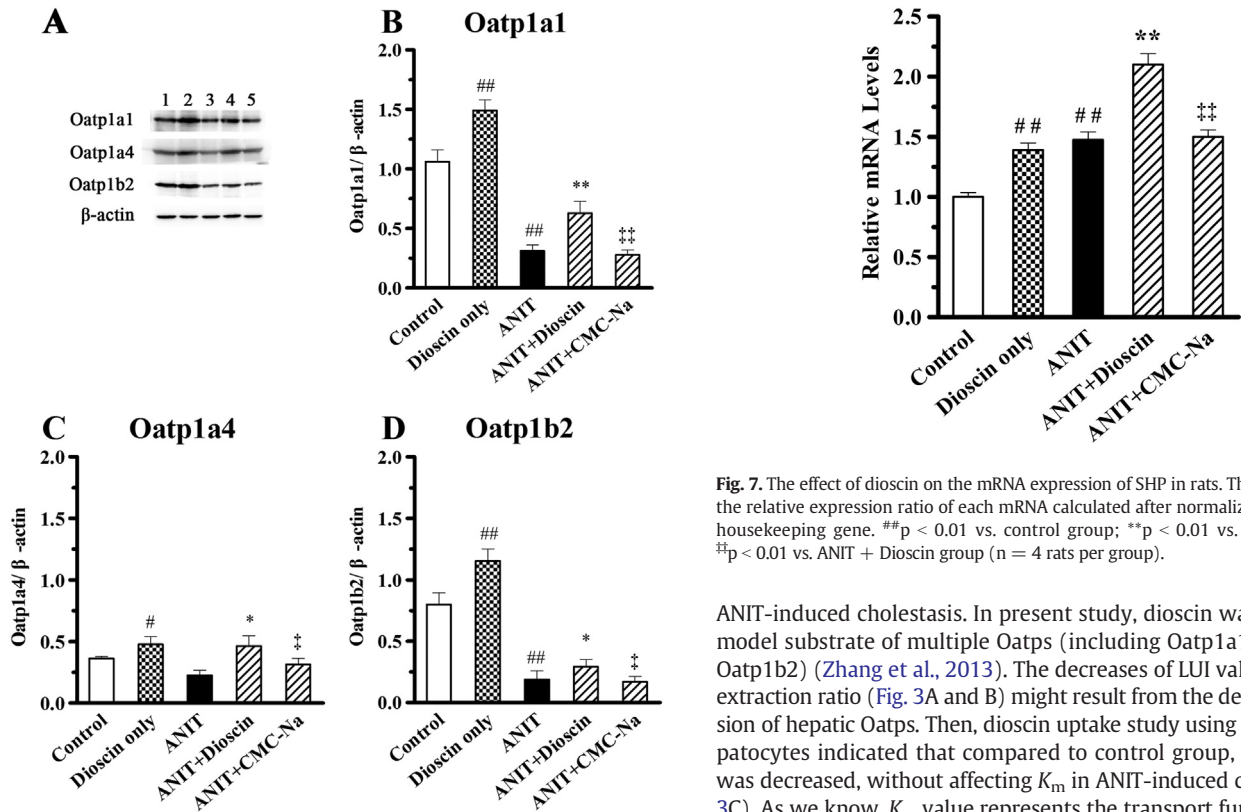 A
1 2 3 4 5
Oatp1a1
Oatp1a4
Oatp1b2
β-actin
B Oatp1a1
Oatp1a1/ β -actin
2.0
1.5
1.0
0.5
0.0
##
##
**
‡‡
Control
Dioscin only
ANIT
ANIT+Dioscin
ANIT+CMC-Na
C Oatp1a4
Oatp1a4/ β -actin
2.0
1.5
1.0
0.5
0.0
#
*
‡
Control
Dioscin only
ANIT
ANIT+Dioscin
ANIT+CMC-Na
D Oatp1b2
Oatp1b2/ β -actin
2.0
1.5
1.0
0.5
0.0
##
##
*
‡
Control
Dioscin only
ANIT
ANIT+Dioscin
ANIT+CMC-Na
Relative mRNA Levels
2.5
2.0
1.5
1.0
0.5
0.0
##
##
**
‡‡
Control
Dioscin only
ANIT
ANIT+Dioscin
ANIT+CMC-Na
Fig. 7. The effect of dioscin on the mRNA expression of SHP in rats. Th
the relative expression ratio of each mRNA calculated after normaliz
housekeeping gene. ##p < 0.01 vs. control group; **p < 0.01 vs.
‡‡p < 0.01 vs. ANIT + Dioscin group (n = 4 rats per group).
ANIT-induced cholestasis. In present study, dioscin wa
model substrate of multiple Oatps (including Oatp1a1
Oatp1b2) (Zhang et al., 2013). The decreases of LUI val
extraction ratio (Fig. 3A and B) might result from the de
sion of hepatic Oatps. Then, dioscin uptake study using
patocytes indicated that compared to control group,
was decreased, without affecting Km in ANIT-induced c
3C). As we know, K value represents the transport fu